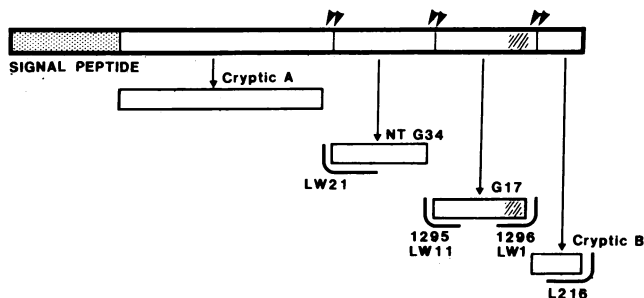 SIGNAL PEPTIDE
Cryptic A
NT G34
LW21
G17
1295
LW11
1296
LW1
Cryptic B
L216